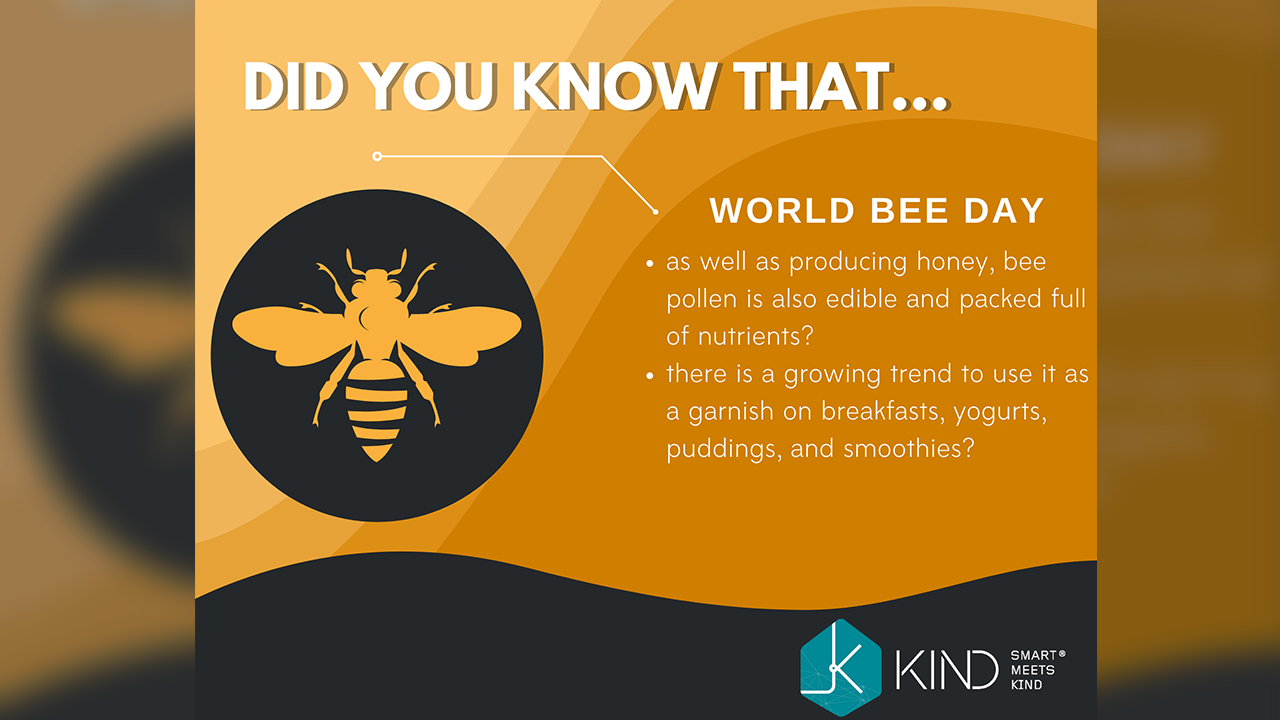 DID YOU KNOW THAT...
WORLD BEE DAY
• as well as producing honey, bee
pollen is also edible and packed full
of nutrients?
• there is a growing trend to use it as
a garnish on breakfasts, yogurts,
puddings, and smoothies?
K
KIND
SMART®
MEETS
KIND